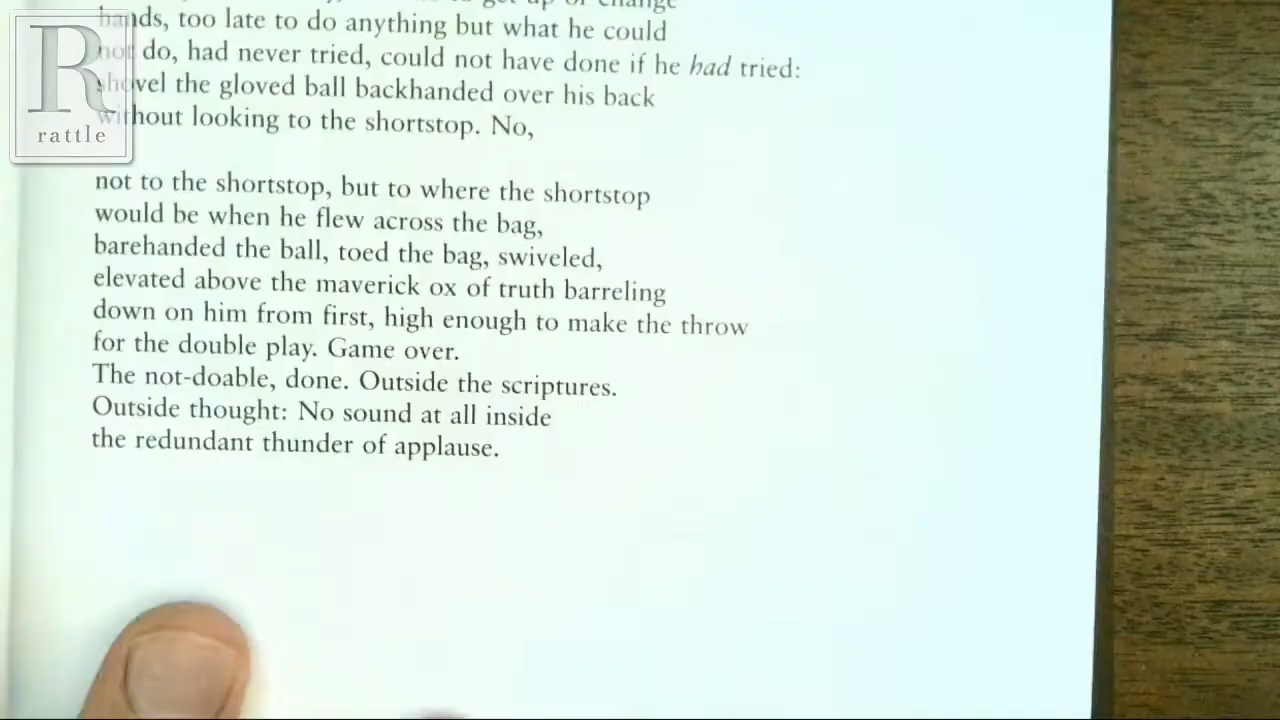 to get up or change
hands, too late to do anything but what he could
not do, had never tried, could not have done if he had tried:
shovel the gloved ball backhanded over his back
without looking to the shortstop. No,
not to the shortstop, but to where the shortstop
would be when he flew across the bag,
barehanded the ball, toed the bag, swiveled,
elevated above the maverick ox of truth barreling
down on him from first, high enough to make the throw
for the double play. Game over.
The not-doable, done. Outside the scriptures.
Outside thought: No sound at all inside
the redundant thunder of applause.
R
rattle